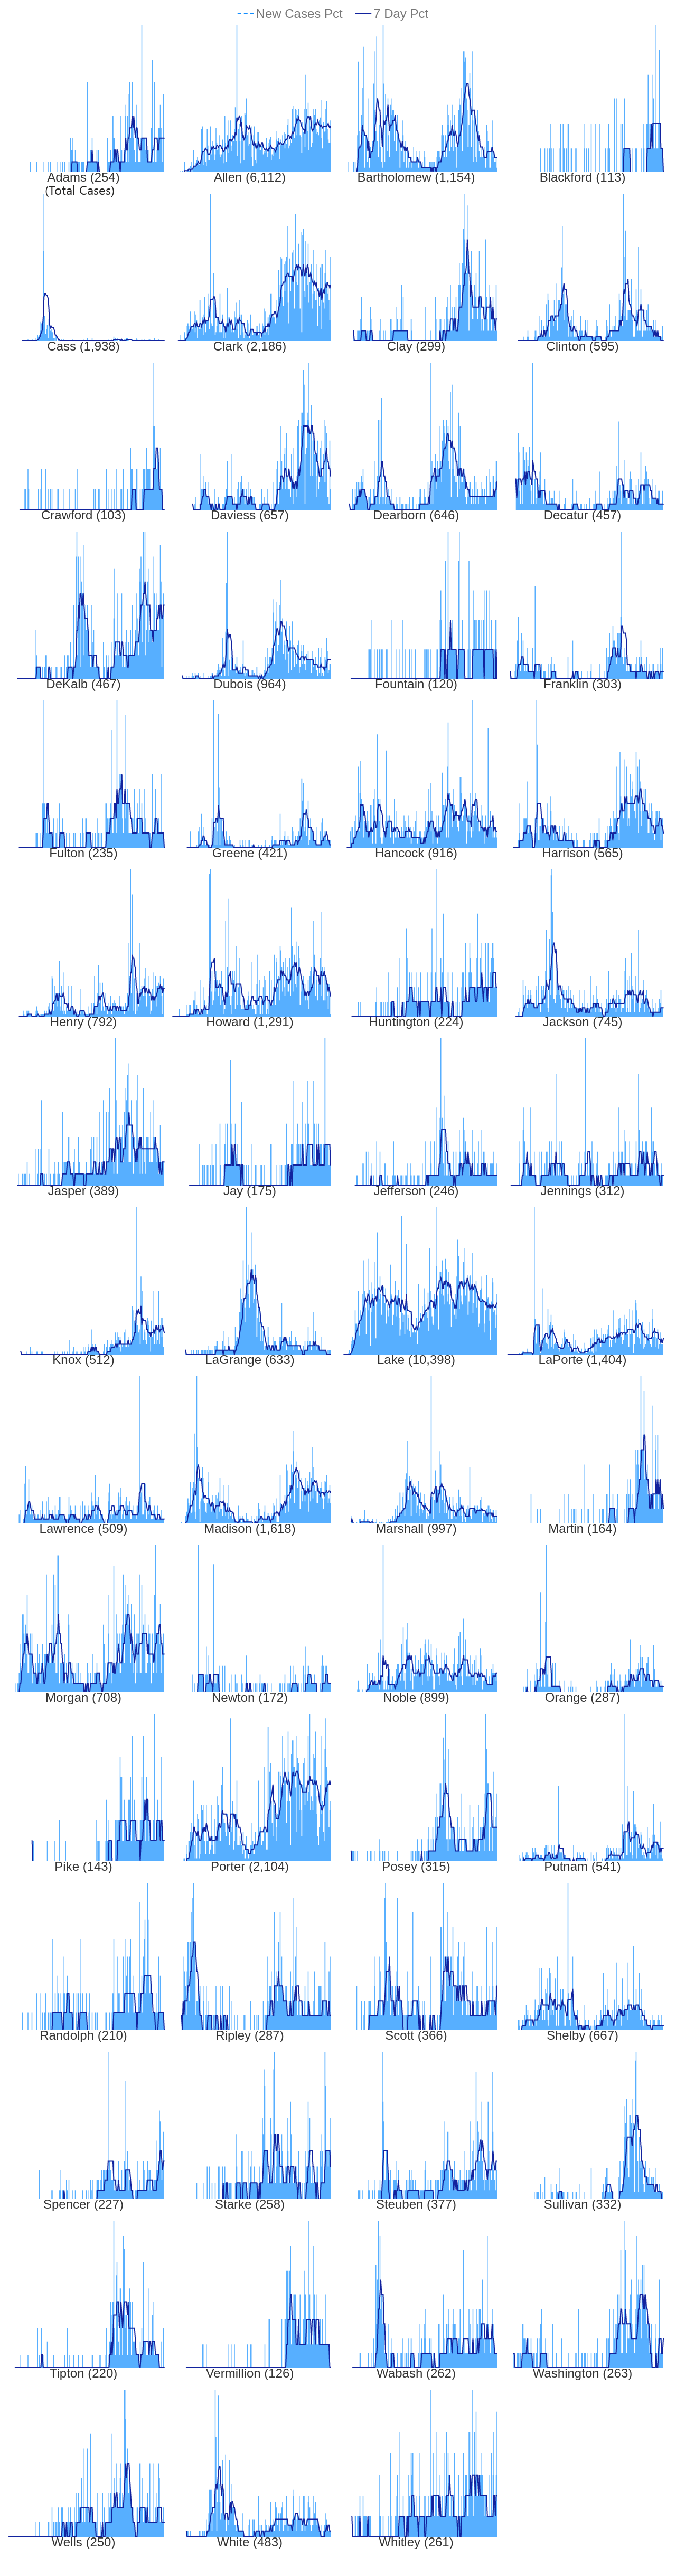 New Cases Pct 7 Day Pct
Adams (254) Allen (6,112) Bartholomew (1,154) Blackford (113)
(Total Cases)
Cass (1,938) Clark (2,186) Clay (299) Clinton (595)
Crawford (103) Daviess (657) Dearborn (646) Decatur (457)
DeKalb (467) Dubois (964) Fountain (120) Franklin (303)
Fulton (235) Greene (421) Hancock (916) Harrison (565)
Henry (792) Howard (1,291) Huntington (224) Jackson (745)
Jasper (389) Jay (175) Jefferson (246) Jennings (312)
Knox (512) LaGrange (633) Lake (10,398) LaPorte (1,404)
Lawrence (509) Madison (1,618) Marshall (997) Martin (164)
Morgan (708) Newton (172) Noble (899) Orange (287)
Pike (143) Porter (2,104) Posey (315) Putnam (541)
Randolph (210) Ripley (287) Scott (366) Shelby (667)
Spencer (227) Starke (258) Steuben (377) Sullivan (332)
Tipton (220) Vermillion (126) Wabash (262) Washington (263)
Wells (250) White (483) Whitley (261)